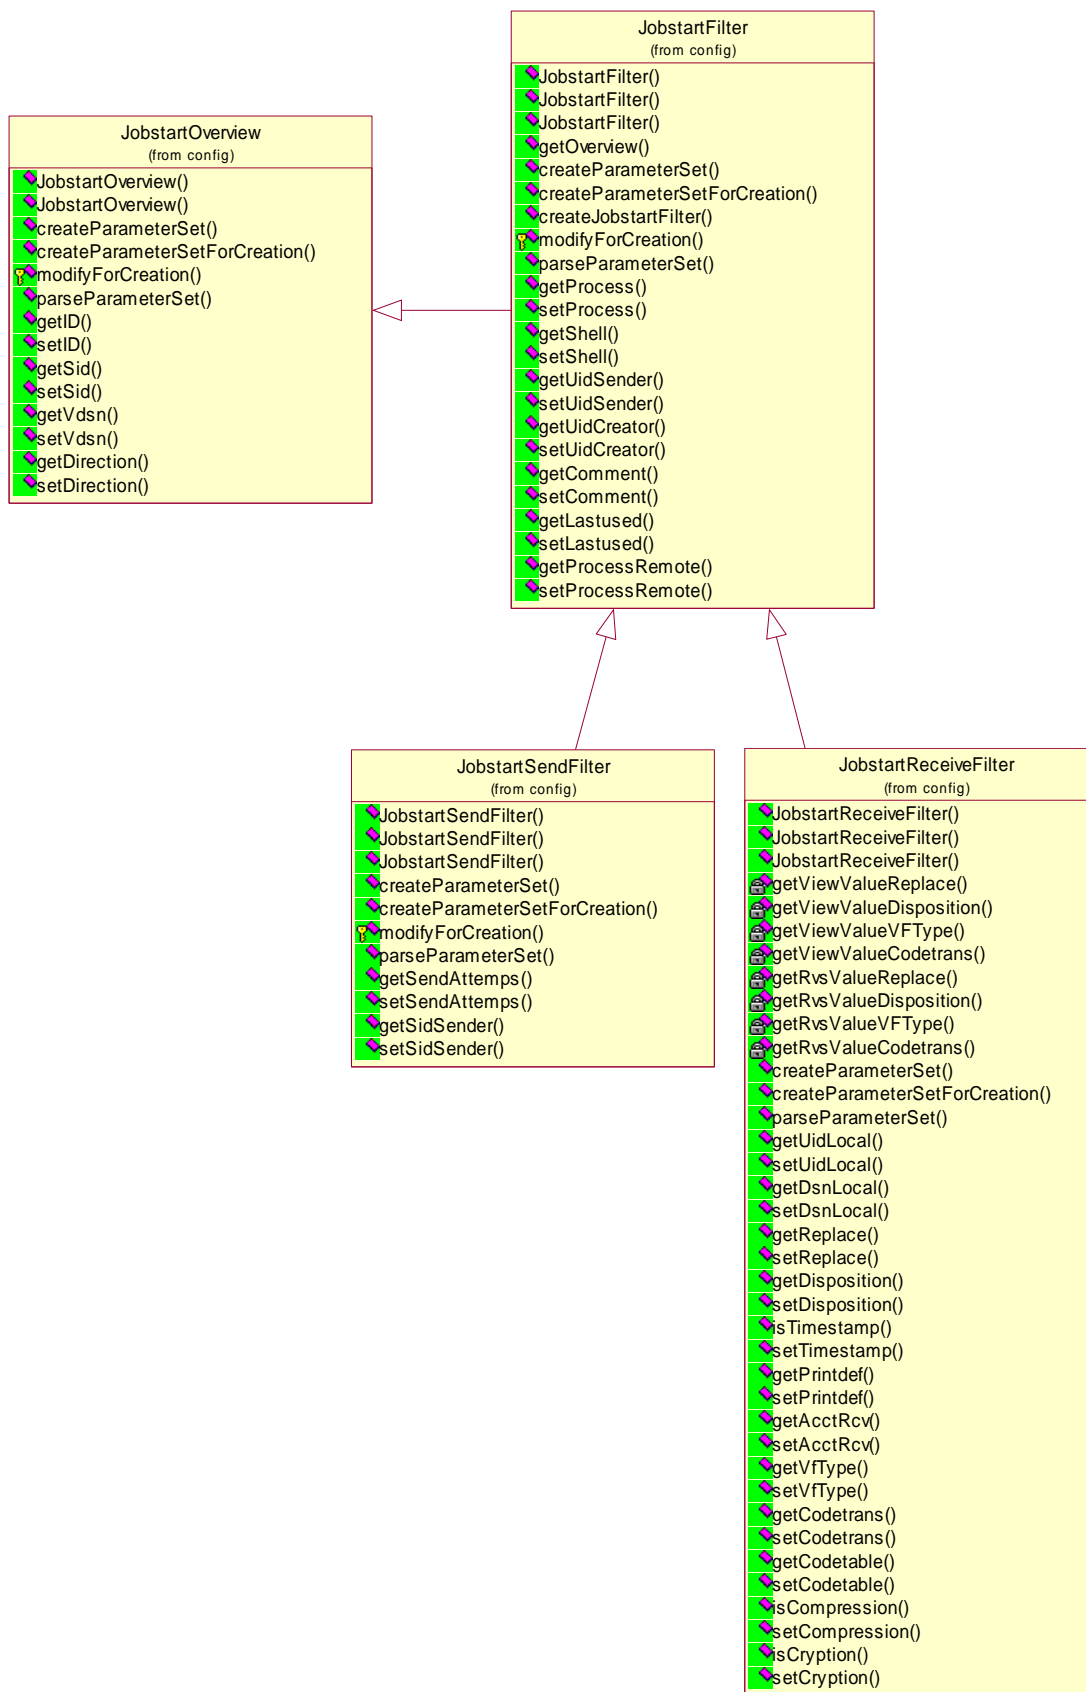 JobstartFilter
(from config)
JobstartFilter()
JobstartFilter()
JobstartFilter()
getOverview()
createParameterSet()
createParameterSetForCreation()
createJobstartFilter()
modifyForCreation()
parseParameterSet()
getProcess()
setProcess()
getShell()
setShell()
getUidSender()
setUidSender()
getUidCreator()
setUidCreator()
getComment()
setComment()
getLastused()
setLastused()
getProcessRemote()
setProcessRemote()
JobstartOverview
(from config)
JobstartOverview()
JobstartOverview()
createParameterSet()
createParameterSetForCreation()
modifyForCreation()
parseParameterSet()
getID()
setID()
getSid()
setSid()
getVdsn()
setVdsn()
getDirection()
setDirection()
JobstartSendFilter
(from config)
JobstartSendFilter()
JobstartSendFilter()
JobstartSendFilter()
createParameterSet()
createParameterSetForCreation()
modifyForCreation()
parseParameterSet()
getSendAttemps()
setSendAttemps()
getSidSender()
setSidSender()
JobstartReceiveFilter
(from config)
JobstartReceiveFilter()
JobstartReceiveFilter()
JobstartReceiveFilter()
getViewValueReplace()
getViewValueDisposition()
getViewValueVFType()
getViewValueCodetrans()
getRvsValueReplace()
getRvsValueDisposition()
getRvsValueVFType()
getRvsValueCodetrans()
createParameterSet()
createParameterSetForCreation()
parseParameterSet()
getUidLocal()
setUidLocal()
getDsnLocal()
setDsnLocal()
getReplace()
setReplace()
getDisposition()
setDisposition()
isTimestamp()
setTimestamp()
getPrintdef()
setPrintdef()
getAcctRcv()
setAcctRcv()
getVfType()
setVfType()
getCodetrans()
setCodetrans()
getCodetable()
setCodetable()
isCompression()
setCompression()
isCryption()
setCryption()